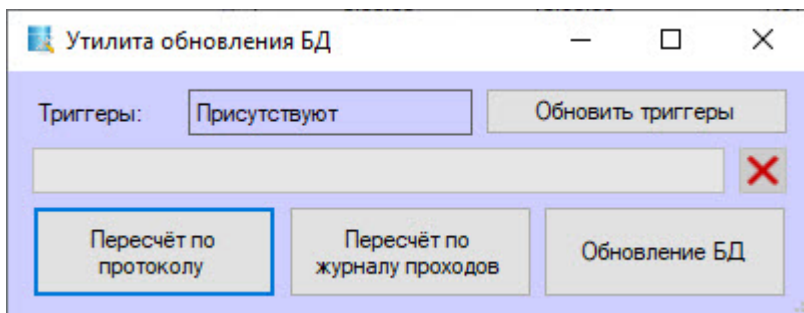 Утилита обновления БД
Триггеры: Присутствуют Обновить триггеры
Пересчёт по
протоколу
Пересчёт по
журналу проходов
Обновление БД